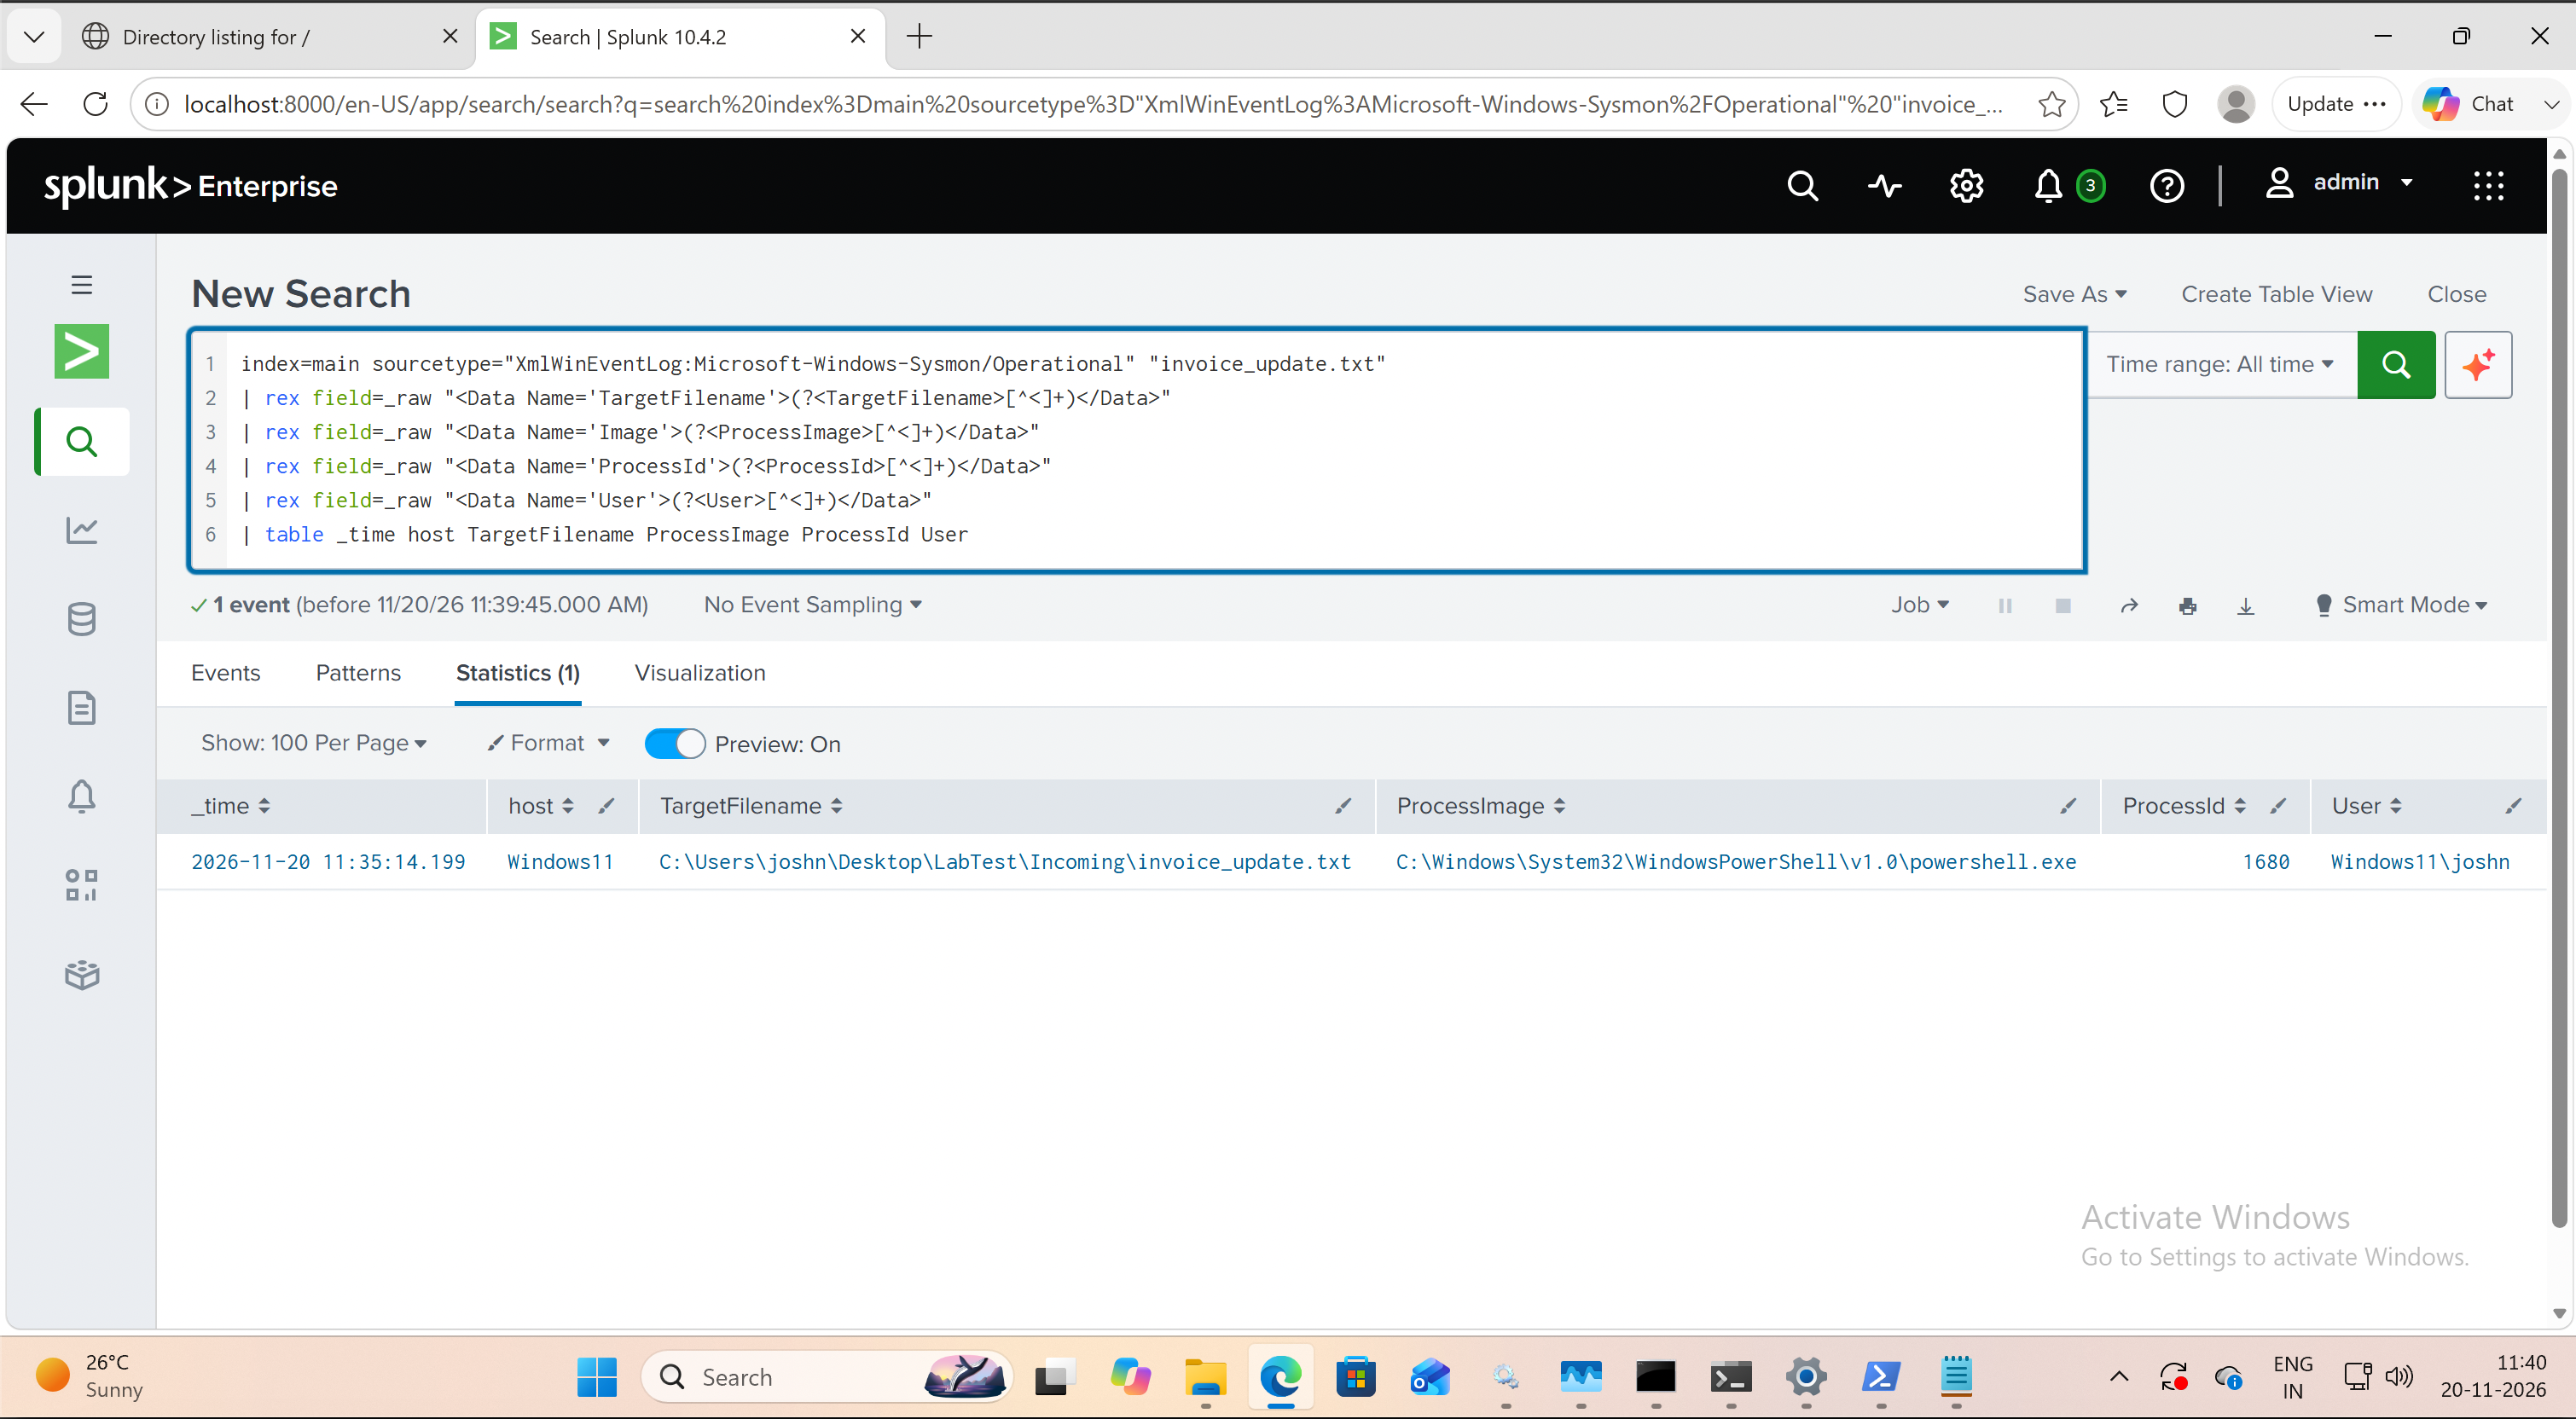 Directory listing for /
Search | Splunk 10.4.2
localhost:8000/en-US/app/search/search?q=search%20index%3Dmain%20sourcetype%3D"XmlWinEventLog%3AMicrosoft-Windows-Sysmon%2FOperational"%20"invoice_...
Update
Chat
splunk> Enterprise
3
admin
New Search
Save As
Create Table View
Close
1 index=main sourcetype="XmlWinEventLog:Microsoft-Windows-Sysmon/Operational" "invoice_update.txt"
2 | rex field=_raw "<Data Name='TargetFilename'>(?<TargetFilename>[^<]+)</Data>"
3 | rex field=_raw "<Data Name='Image'>(?<ProcessImage>[^<]+)</Data>"
4 | rex field=_raw "<Data Name='ProcessId'>(?<ProcessId>[^<]+)</Data>"
5 | rex field=_raw "<Data Name='User'>(?<User>[^<]+)</Data>"
6 | table _time host TargetFilename ProcessImage ProcessId User
Time range: All time
1 event (before 11/20/26 11:39:45.000 AM)
No Event Sampling
Job
Smart Mode
Events
Patterns
Statistics (1)
Visualization
Show: 100 Per Page
Format
Preview: On
_time host TargetFilename ProcessImage ProcessId User
2026-11-20 11:35:14.199 Windows11 C:\Users\joshn\Desktop\LabTest\Incoming\invoice_update.txt C:\Windows\System32\WindowsPowerShell\v1.0\powershell.exe 1680 Windows11\joshn
Activate Windows
Go to Settings to activate Windows.
26°C
Sunny
Search
ENG
IN
11:40
20-11-2026